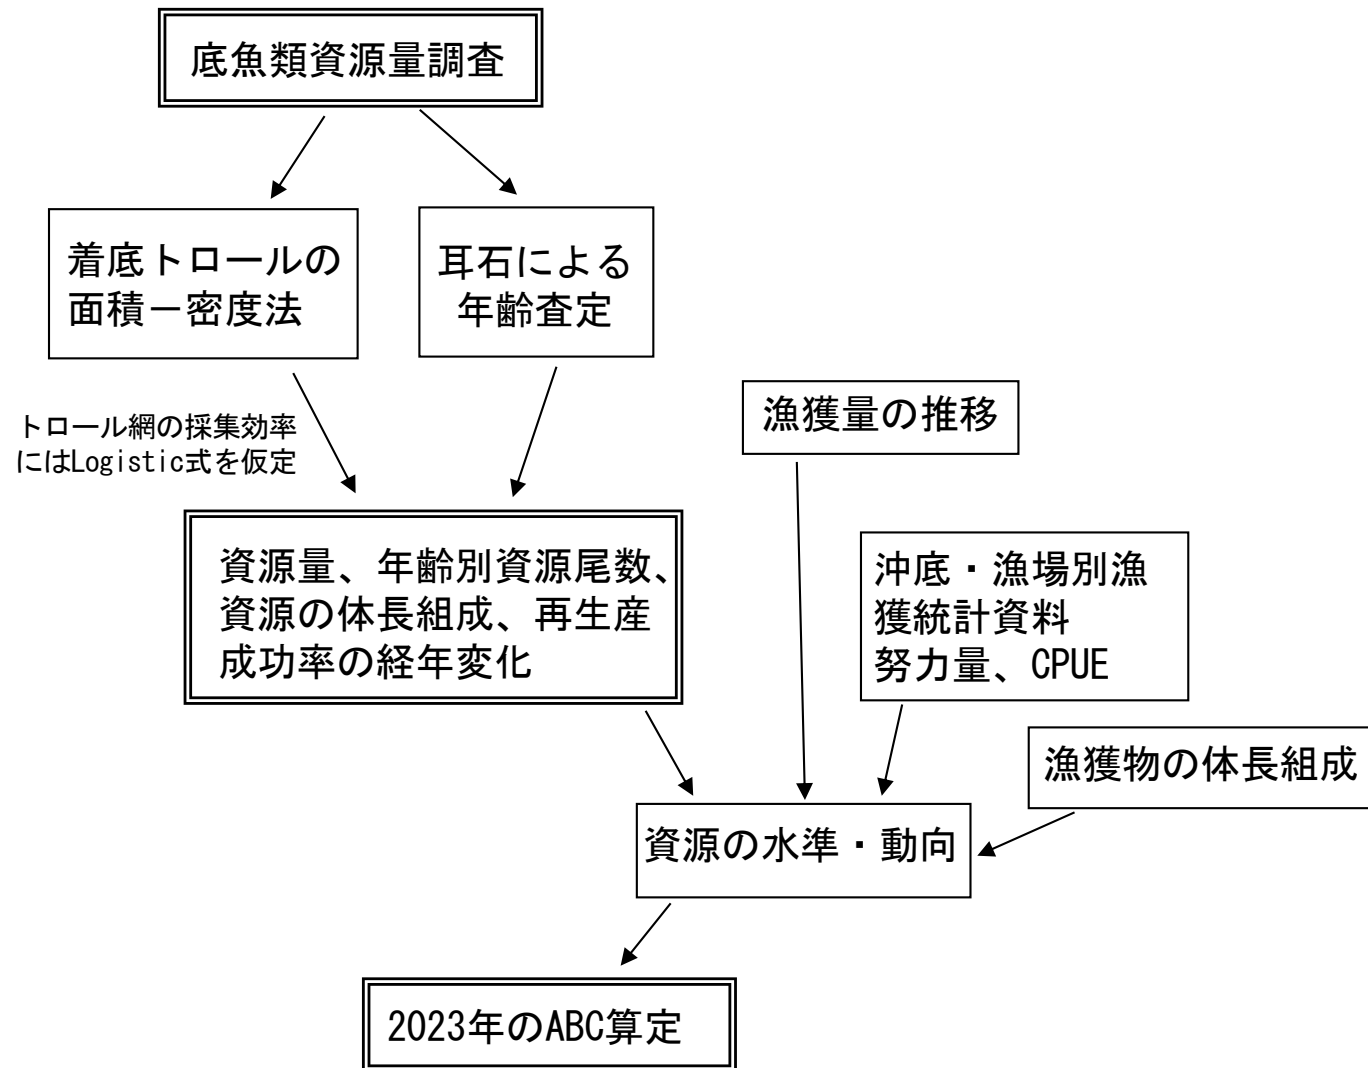 底魚類資源量調査
着底トロールの
面積－密度法
耳石による
年齢査定
トロール網の採集効率
にはLogistic式を仮定
漁獲量の推移
資源量、年齢別資源尾数、
資源の体長組成、再生産
成功率の経年変化
沖底・漁場別漁
獲統計資料
努力量、CPUE
漁獲物の体長組成
資源の水準・動向
2023年のABC算定